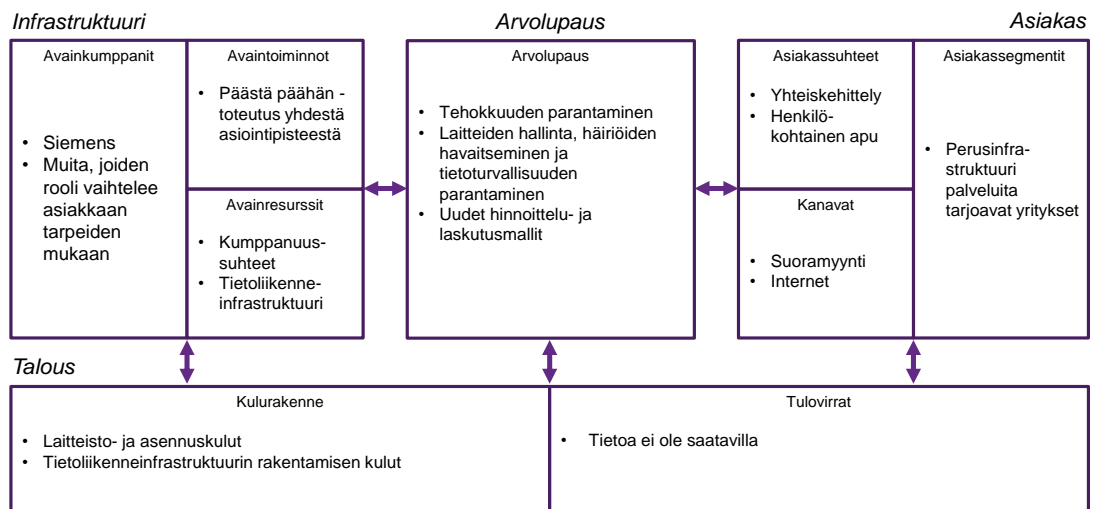 Infrastruktuuri
Arvolupaus
Asiakas
Avainkumppanit
• Siemens
• Muita, joiden
rooli vaihtelee
asiakkaan
tarpeiden
mukaan
Avaintoiminnot
• Päästä päähän -
toteutus yhdestä
asiointipisteestä
Avainresurssit
• Kumppanuus-
suhteet
• Tietoliikenne-
infrastruktuuri
Arvolupaus
• Tehokkuuden parantaminen
• Laitteiden hallinta, häiriöiden
havaitseminen ja
tietoturvallisuuden
parantaminen
• Uudet hinnoittelu- ja
laskutusmallit
Asiakassuhteet
• Yhteiskehittely
• Henkilö-
kohtainen apu
Kanavat
• Suoramyynti
• Internet
Asiakassegmentit
• Perusinfra-
struktuuri
palveluita
tarjoavat yritykset
Talous
Kulurakenne
• Laitteisto- ja asennuskulut
• Tietoliikenneinfrastruktuurin rakentamisen kulut
Tulovirrat
• Tietoa ei ole saatavilla